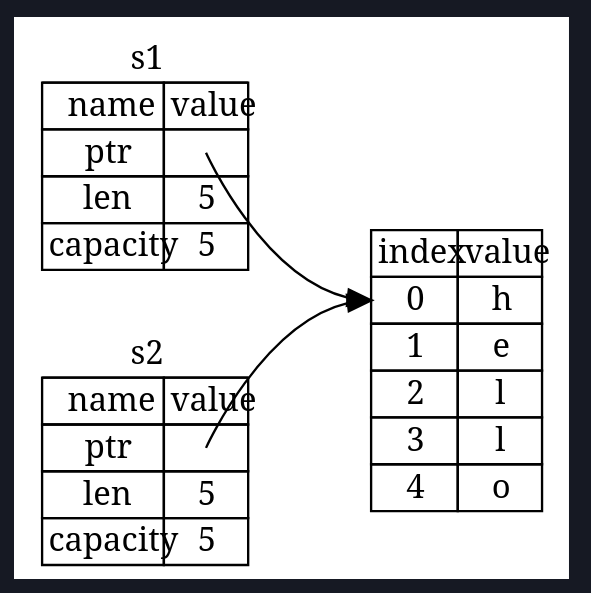 s1
name value
ptr
len 5
capacity 5
s2
name value
ptr
len 5
capacity 5
index value
0 h
1 e
2 l
3 l
4 o